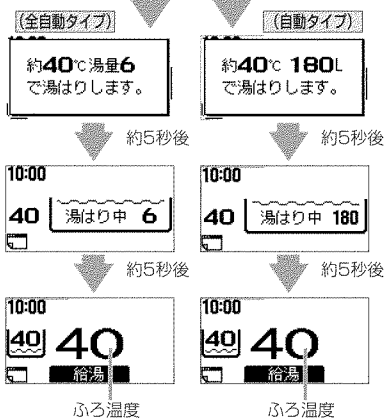 (全自動タイプ)
約40℃湯量6
で湯はりします。
約5秒後
10:00
40 湯はり中 6
約5秒後
10:00
40 40
給湯
ふろ温度
(自動タイプ)
約40℃ 180L
で湯はりします。
約5秒後
10:00
40 湯はり中 180
約5秒後
10:00
40 40
給湯
ふろ温度